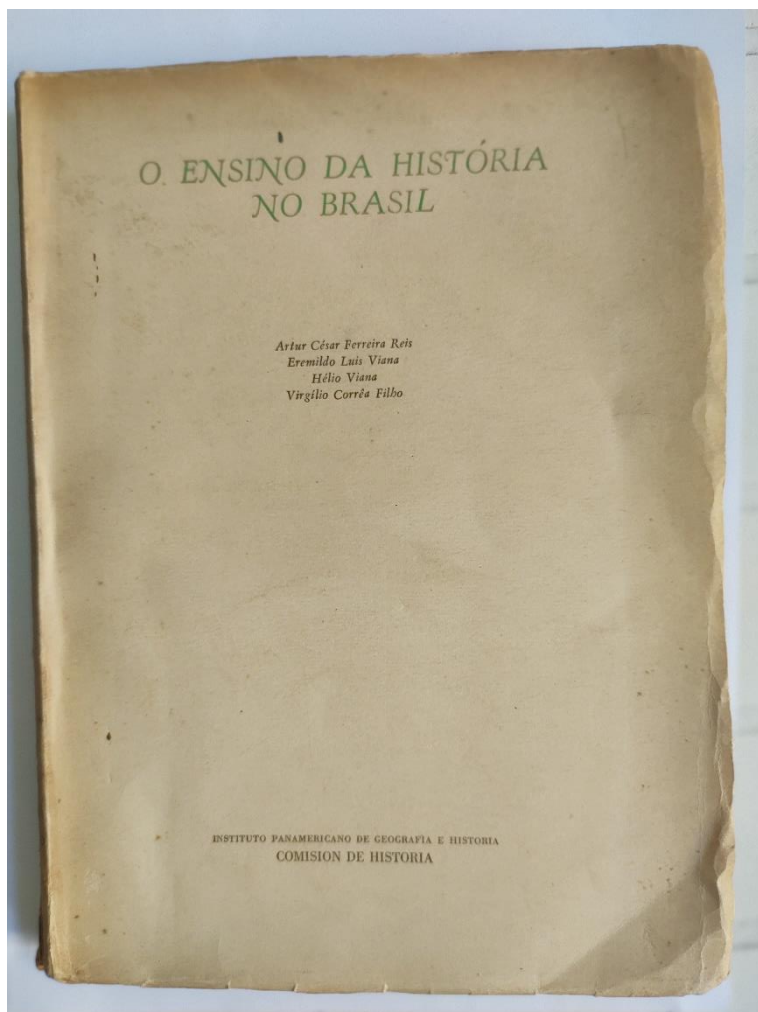 O ENSINO DA HISTÓRIA
NO BRASIL
Artur César Ferreira Reis
Eremildo Luis Viana
Hélio Viana
Virgílio Corrêa Filho
INSTITUTO PANAMERICANO DE GEOGRAFIA E HISTORIA
COMISION DE HISTORIA